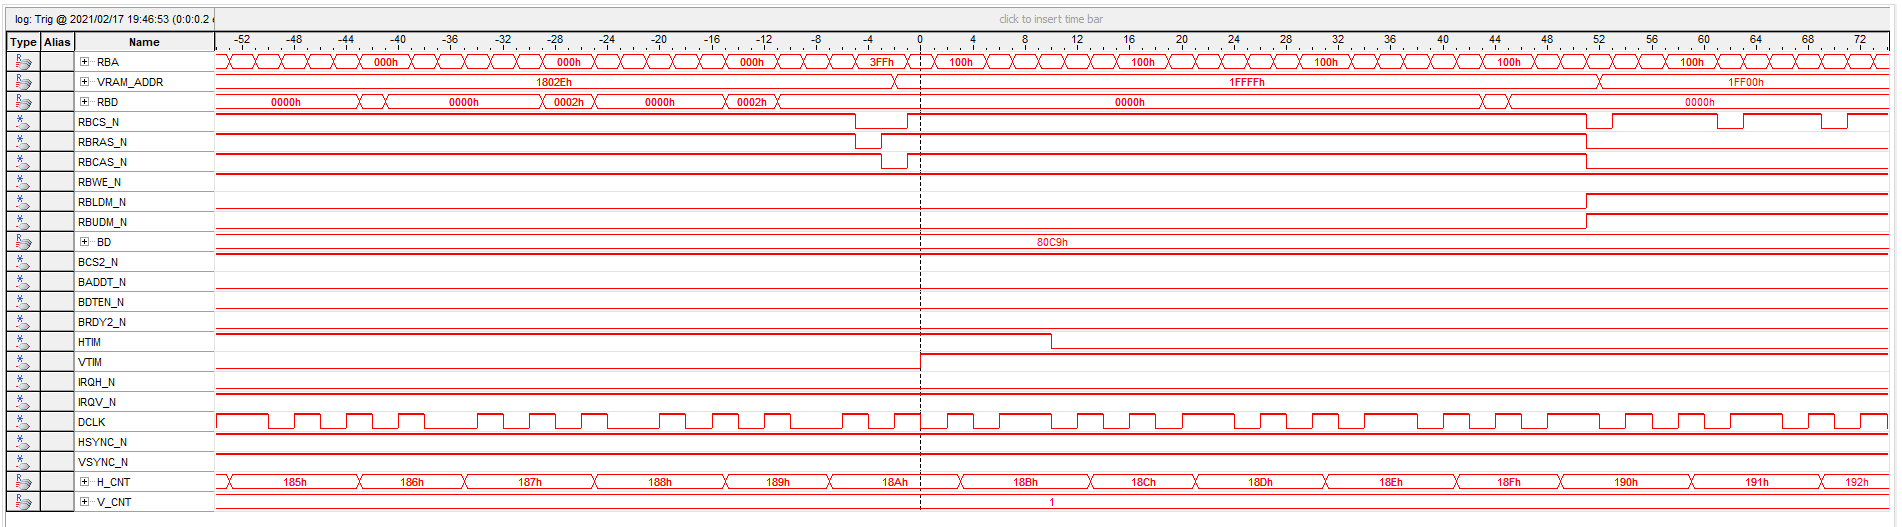 log: Trig @ 2021/02/17 19:46:53 (0:0:0.2 click to insert time bar
Type Alias Name -52 -48 -44 -40 -36 -32 -28 -24 -20 -16 -12 -8 -4 0 4 8 12 16 20 24 28 32 36 40 44 48 52 56 60 64 68 72
RBA 000h 000h 000h 3FFh 100h 100h 100h 100h 100h
VRAM_ADDR 1802Eh 1FFFFh 1FF00h
RBD 0000h 0000h 0002h 0000h 0002h 0000h 0000h
RBCS_N
RBRAS_N
RBCAS_N
RBWE_N
RBLDM_N
RBUDM_N
BD 80C9h
BCS2_N
BADDT_N
BDTEN_N
BRDY2_N
HTIM
VTIM
IRQH_N
IRQV_N
DCLK
HSYNC_N
VSYNC_N
H_CNT 185h 186h 187h 188h 189h 18Ah 18Bh 18Ch 18Dh 18Eh 18Fh 190h 191h 192h
V_CNT 1